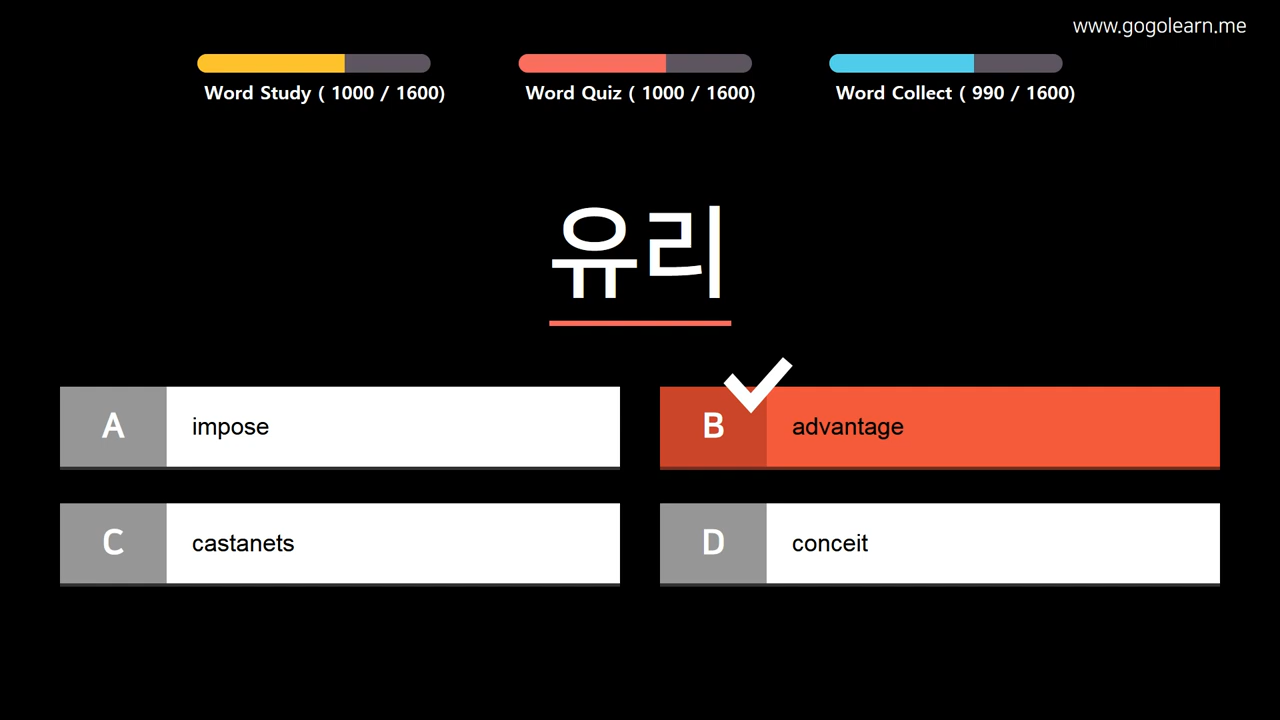 www.gogolearn.me
Word Study ( 1000 / 1600)
Word Quiz ( 1000 / 1600)
Word Collect ( 990 / 1600)
유리
A impose
B advantage
C castanets
D conceit